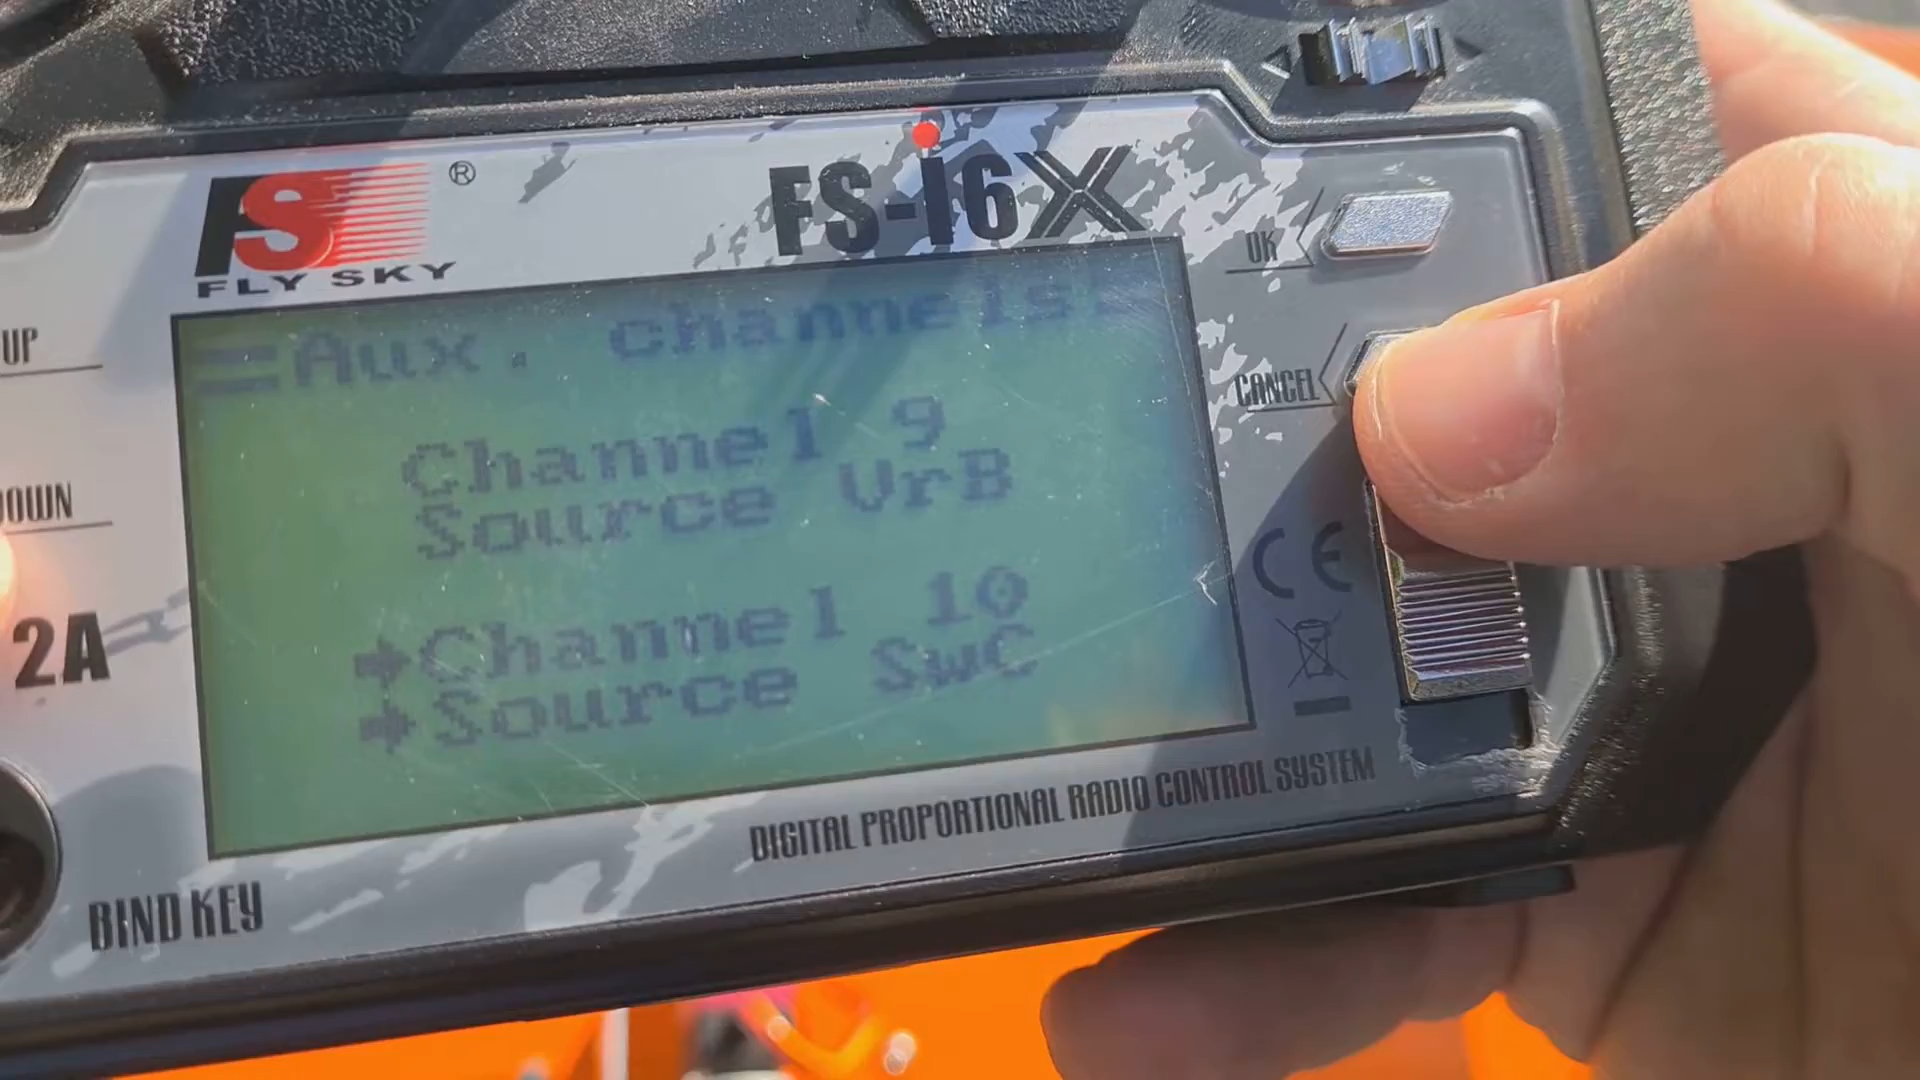 FS ®
FLY SKY
FS-i6X
OK
UP
Aux. channels
CANCEL
Channel 9
Source VrB
DOWN
CE
Channel 10
Source SwC
2A
DIGITAL PROPORTIONAL RADIO CONTROL SYSTEM
BIND KEY